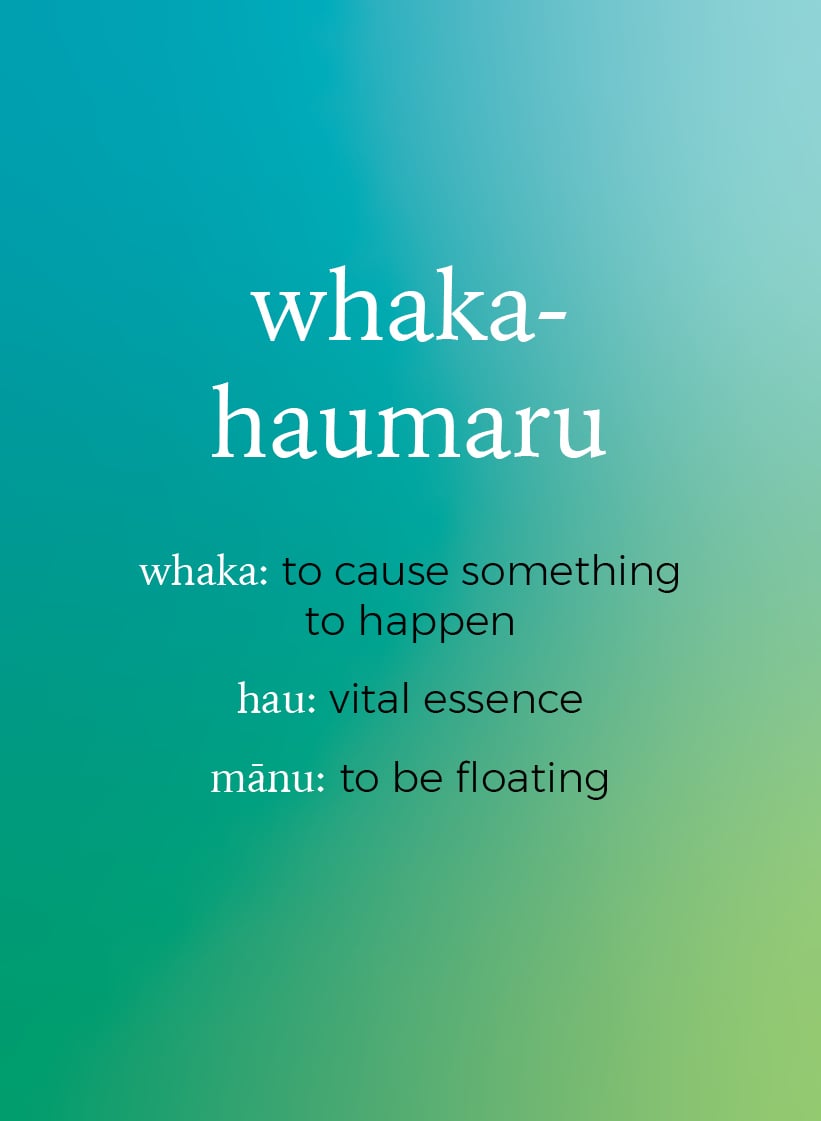 whaka-
haumaru
whaka: to cause something
to happen
hau: vital essence
mānu: to be floating